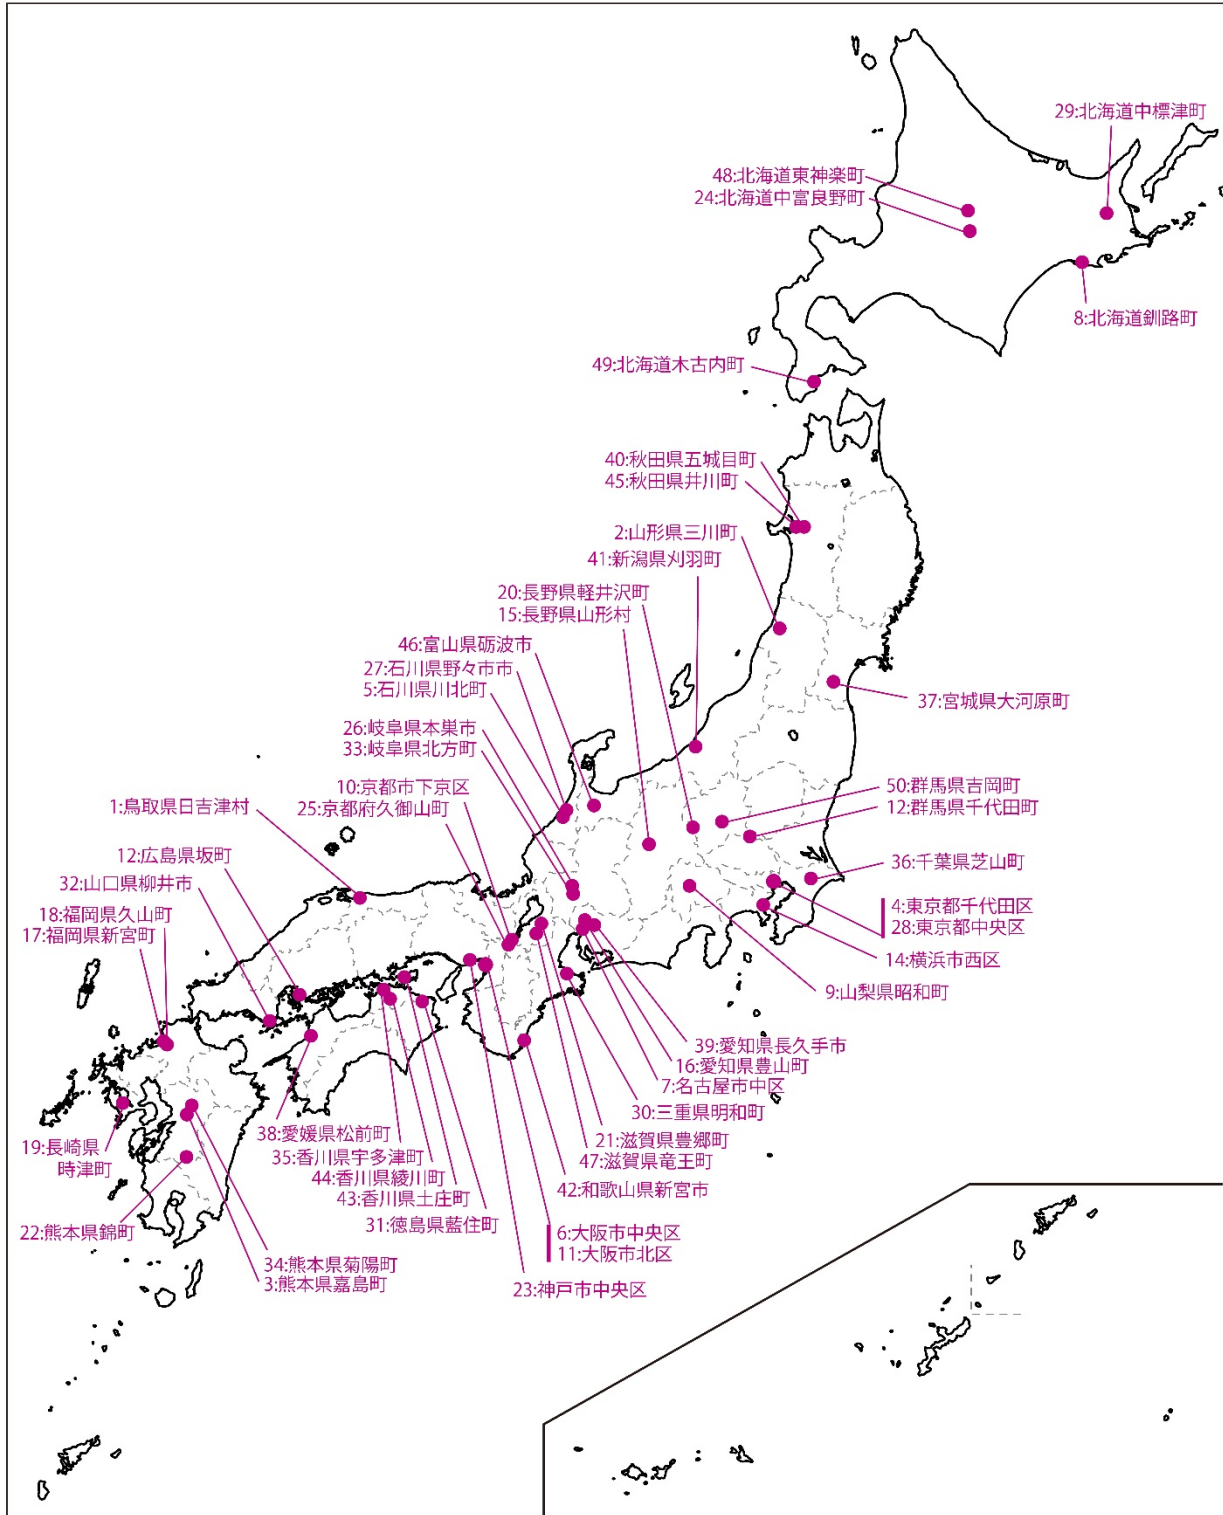 29:北海道中標津町
48:北海道東神楽町
24:北海道中富良野町
8:北海道釧路町
49:北海道木古内町
40:秋田県五城目町
45:秋田県井川町
2:山形県三川町
41:新潟県刈羽町
20:長野県軽井沢町
15:長野県山形村
46:富山県砺波市
27:石川県野々市市
5:石川県川北町
37:宮城県大河原町
26:岐阜県本巣市
33:岐阜県北方町
10:京都市下京区
25:京都府久御山町
1:鳥取県日吉津村
50:群馬県吉岡町
12:群馬県千代田町
12:広島県坂町
32:山口県柳井市
18:福岡県久山町
17:福岡県新宮町
36:千葉県芝山町
4:東京都千代田区
28:東京都中央区
14:横浜市西区
9:山梨県昭和町
39:愛知県長久手市
16:愛知県豊山町
7:名古屋市中区
30:三重県明和町
21:滋賀県豊郷町
47:滋賀県竜王町
42:和歌山県新宮市
38:愛媛県松前町
35:香川県宇多津町
44:香川県綾川町
43:香川県土庄町
31:徳島県藍住町
19:長崎県
時津町
22:熊本県錦町
6:大阪市中央区
11:大阪市北区
34:熊本県菊陽町
3:熊本県嘉島町
23:神戸市中央区